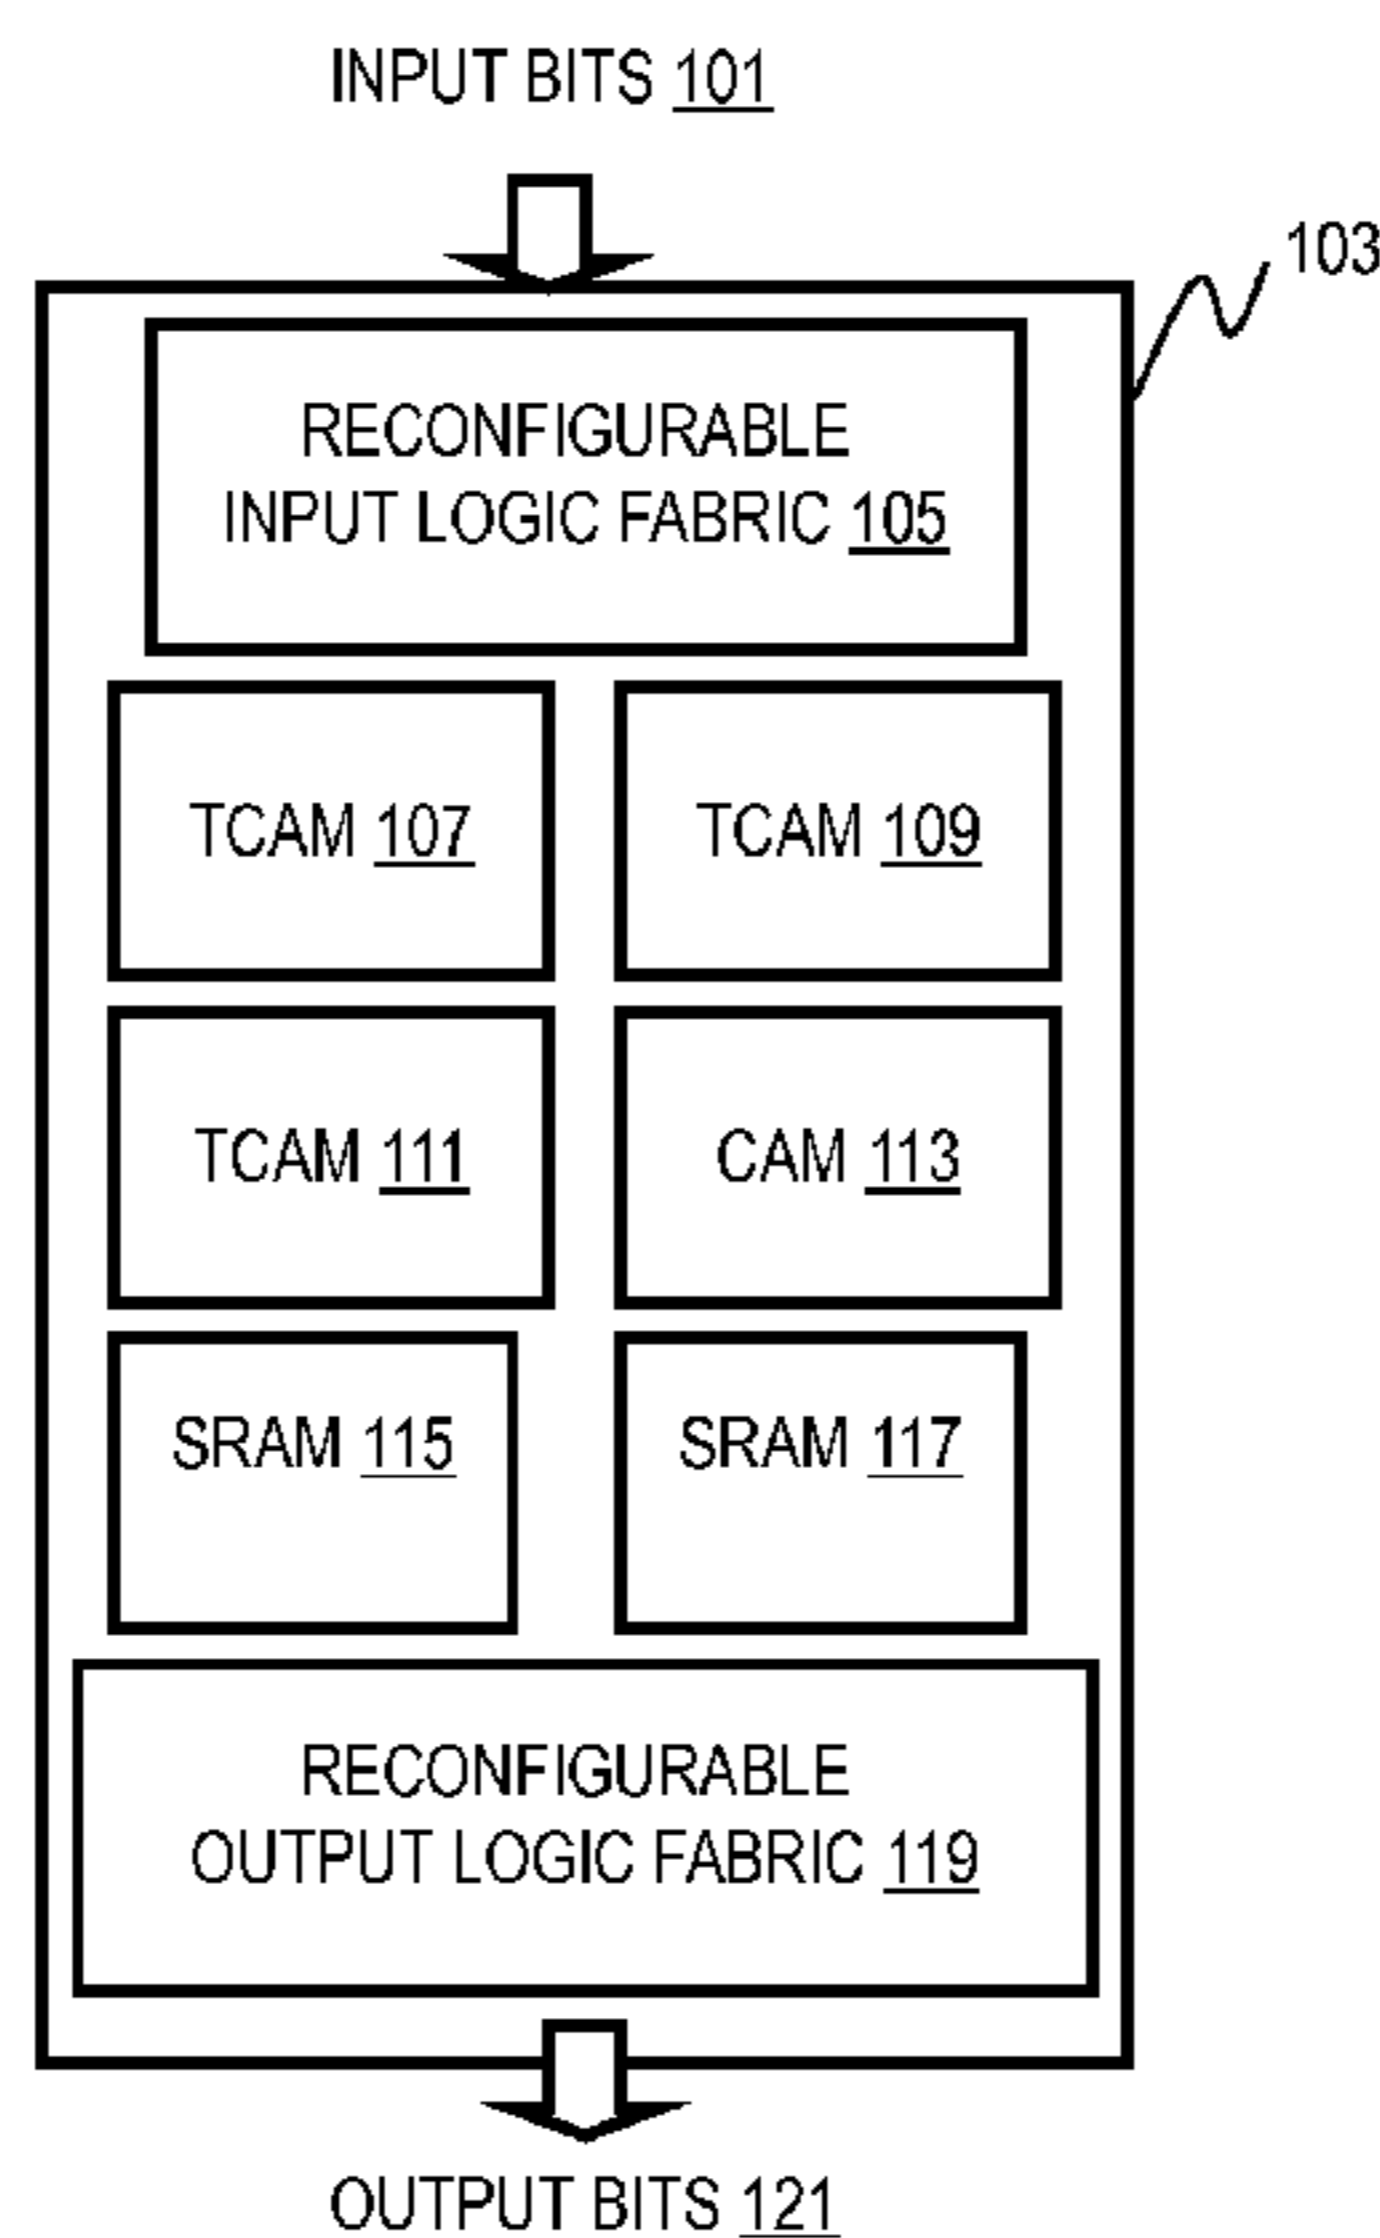 INPUT BITS 101
103
RECONFIGURABLE
INPUT LOGIC FABRIC 105
TCAM 107
TCAM 109
TCAM 111
CAM 113
SRAM 115
SRAM 117
RECONFIGURABLE
OUTPUT LOGIC FABRIC 119
OUTPUT BITS 121